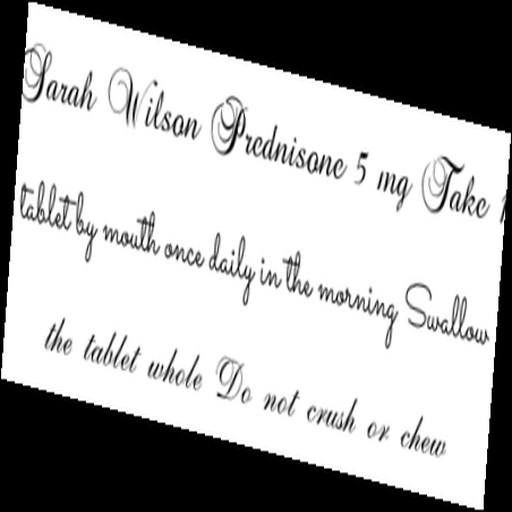 Sarah Wilson Prednisone 5 mg Take
tablet by mouth once daily in the morning Swallow
the tablet whole Do not crush or chew